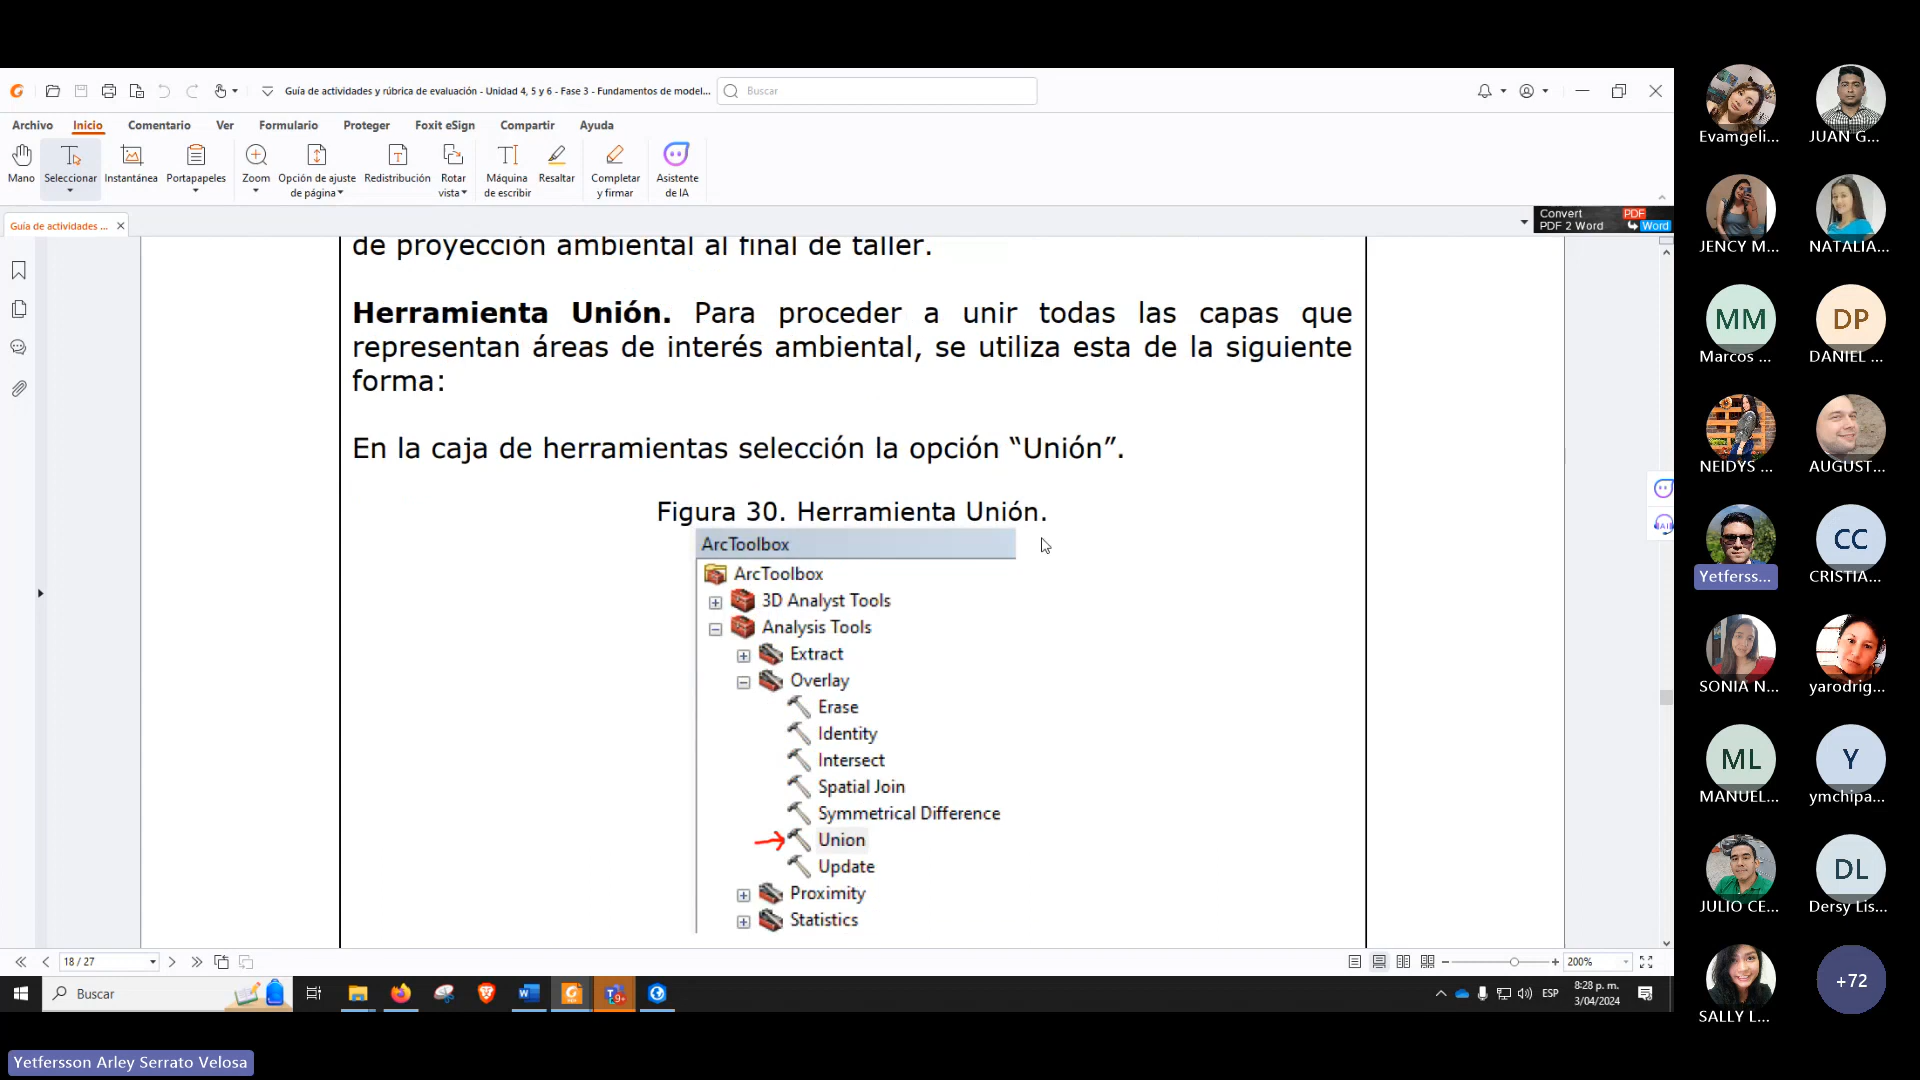 Guía de actividades y rúbrica de evaluación - Unidad 4, 5 y 6 - Fase 3 - Fundamentos de model...
Buscar
Archivo Inicio Comentario Ver Formulario Proteger Foxit eSign Compartir Ayuda
Mano Seleccionar Instantánea Portapapeles Zoom Opción de ajuste de página Redistribución Rotar vista Máquina de escribir Resaltar Completar y firmar Asistente de IA
Guía de actividades ...
Convert PDF
PDF 2 Word Word
de proyección ambiental al final de taller.
Herramienta Unión. Para proceder a unir todas las capas que
representan áreas de interés ambiental, se utiliza esta de la siguiente
forma:
En la caja de herramientas selección la opción “Unión”.
Figura 30. Herramienta Unión.
ArcToolbox
ArcToolbox
3D Analyst Tools
Analysis Tools
Extract
Overlay
Erase
Identity
Intersect
Spatial Join
Symmetrical Difference
Union
Update
Proximity
Statistics
18 / 27
200%
Buscar
ESP
8:28 p. m.
3/04/2024
Yetfersson Arley Serrato Velosa
Evamgeli...
JUAN G...
JENCY M...
NATALIA...
MM
Marcos ...
DP
DANIEL ...
NEIDYS ...
AUGUST...
Yetferss...
CC
CRISTIA...
SONIA N...
yarodrig...
ML
MANUEL...
Y
ymchipa...
JULIO CE...
DL
Dersy Lis...
SALLY L...
+72